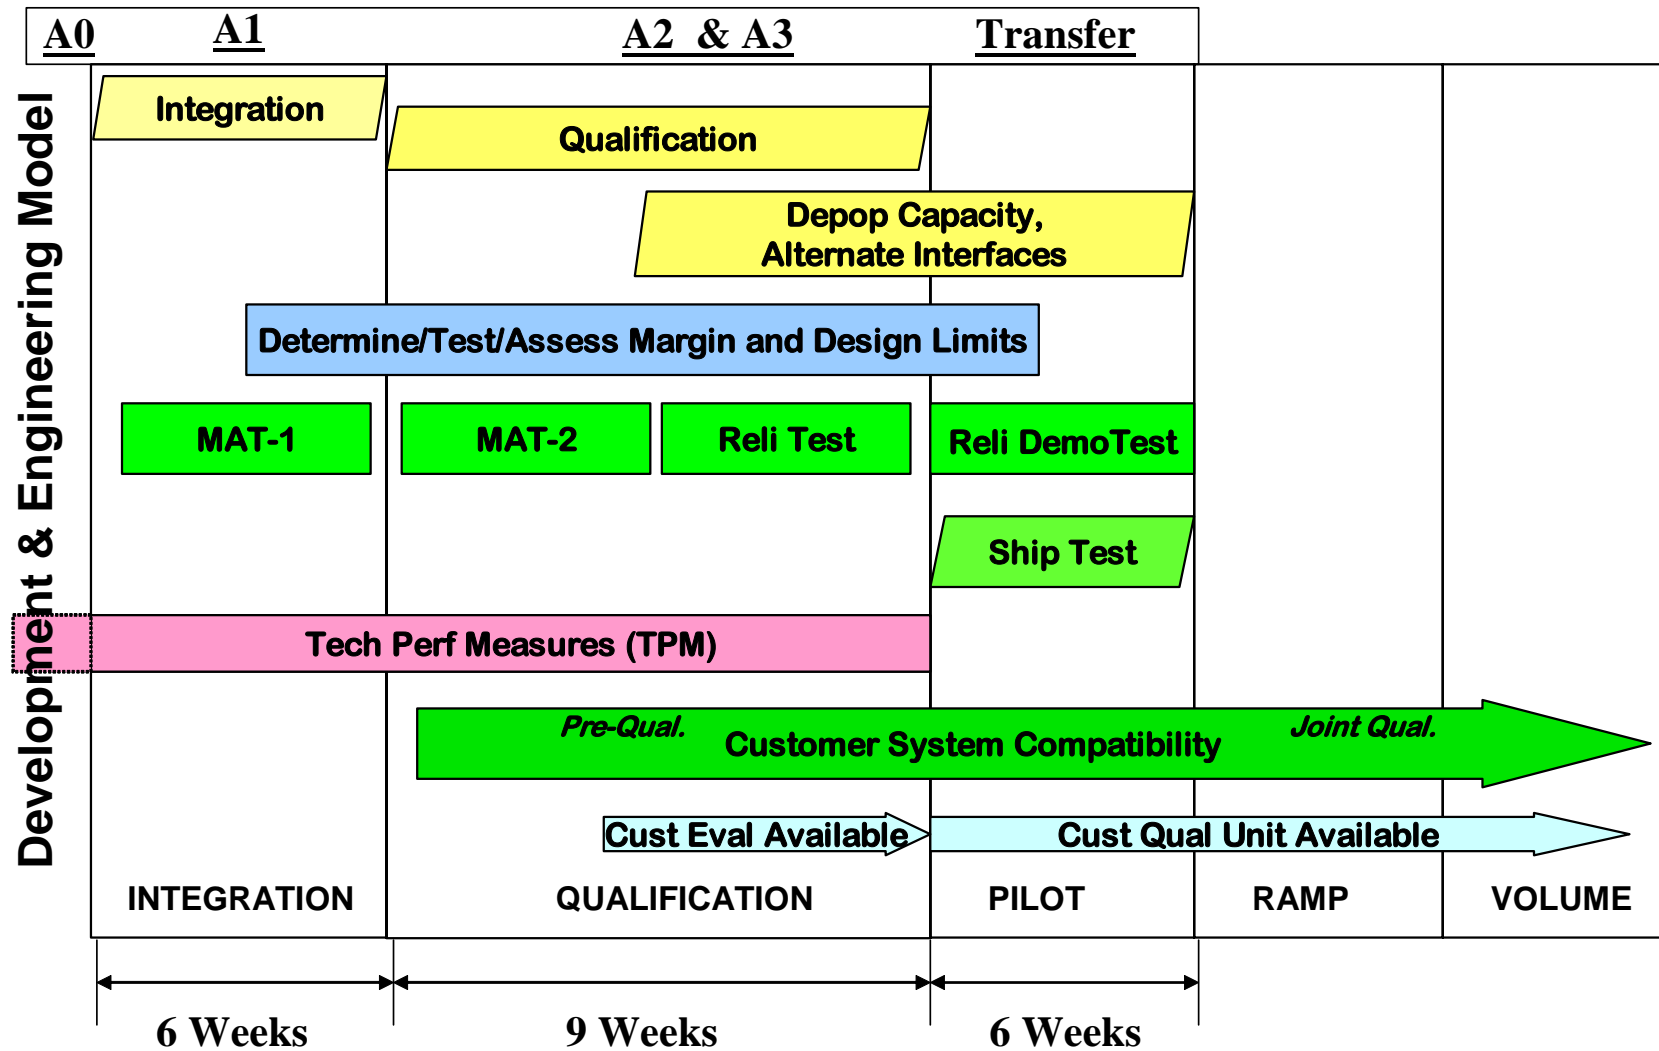 A0
A1
A2 & A3
Transfer
Development & Engineering Model
Integration
Qualification
Depop Capacity,
Alternate Interfaces
Determine/Test/Assess Margin and Design Limits
MAT-1
MAT-2
Reli Test
Reli DemoTest
Ship Test
Tech Perf Measures (TPM)
Pre-Qual.
Customer System Compatibility
Joint Qual.
Cust Eval Available
Cust Qual Unit Available
INTEGRATION
QUALIFICATION
PILOT
RAMP
VOLUME
6 Weeks
9 Weeks
6 Weeks